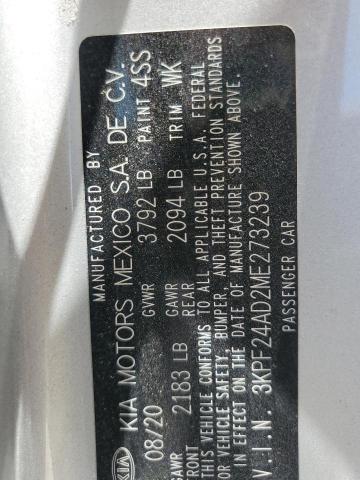 MANUFACTURED BY
KIA KIA MOTORS MEXICO S.A. DE C.V.
08/20 GVWR 3792 LB PAINT 4SS
GAWR FRONT 2183 LB GAWR REAR 2094 LB TRIM WK
THIS VEHICLE CONFORMS TO ALL APPLICABLE U.S.A. FEDERAL
MOTOR VEHICLE SAFETY, BUMPER, AND THEFT PREVENTION STANDARDS
IN EFFECT ON THE DATE OF MANUFACTURE SHOWN ABOVE.
V.I.N. 3KPF24AD2ME273239
PASSENGER CAR